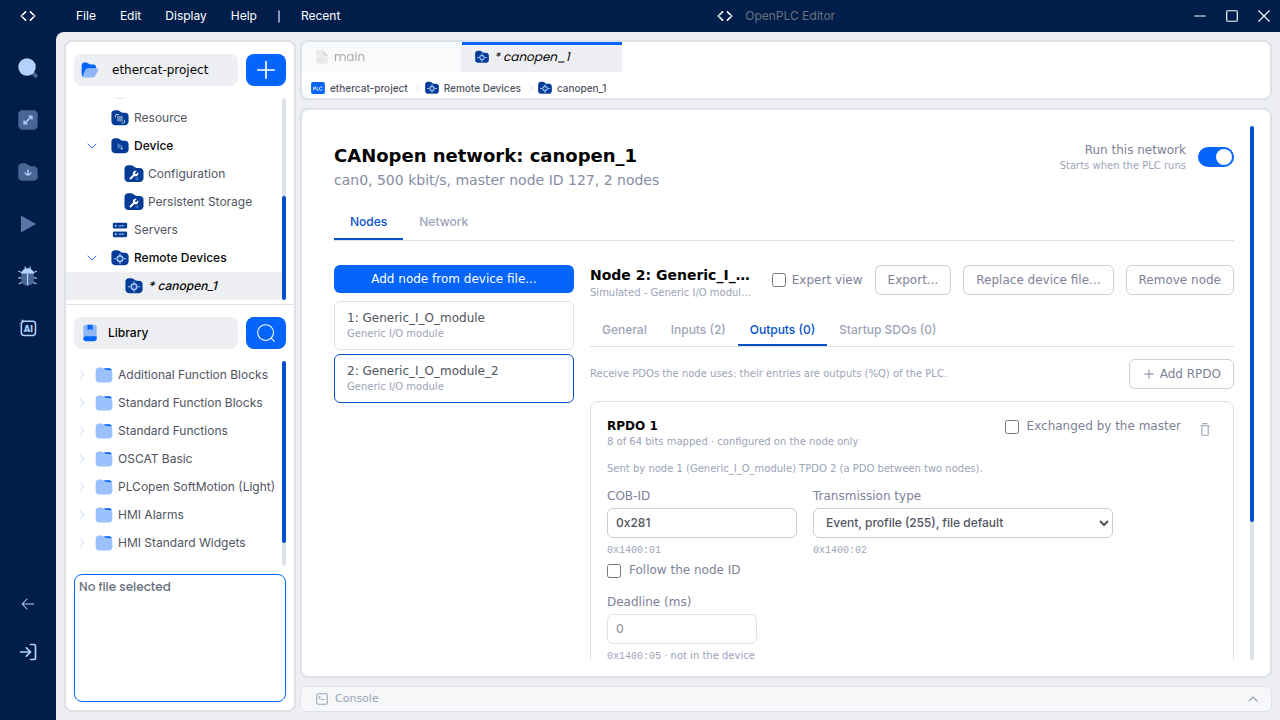 File Edit Display Help | Recent
OpenPLC Editor
ethercat-project
Resource
Device
Configuration
Persistent Storage
Servers
Remote Devices
* canopen_1
Library
Additional Function Blocks
Standard Function Blocks
Standard Functions
OSCAT Basic
PLCopen SoftMotion (Light)
HMI Alarms
HMI Standard Widgets
No file selected
AI
main
* canopen_1
PLC ethercat-project Remote Devices canopen_1
CANopen network: canopen_1
can0, 500 kbit/s, master node ID 127, 2 nodes
Run this network
Starts when the PLC runs
Nodes Network
Add node from device file...
1: Generic_I_O_module
Generic I/O module
2: Generic_I_O_module_2
Generic I/O module
Node 2: Generic_I_...
Simulated - Generic I/O modul...
Expert view
Export...
Replace device file...
Remove node
General Inputs (2) Outputs (0) Startup SDOs (0)
Receive PDOs the node uses: their entries are outputs (%Q) of the PLC.
Add RPDO
RPDO 1
8 of 64 bits mapped · configured on the node only
Exchanged by the master
Sent by node 1 (Generic_I_O_module) TPDO 2 (a PDO between two nodes).
COB-ID
Transmission type
0x281
Event, profile (255), file default
0x1400:01
0x1400:02
Follow the node ID
Deadline (ms)
0
0x1400:05 · not in the device
Console